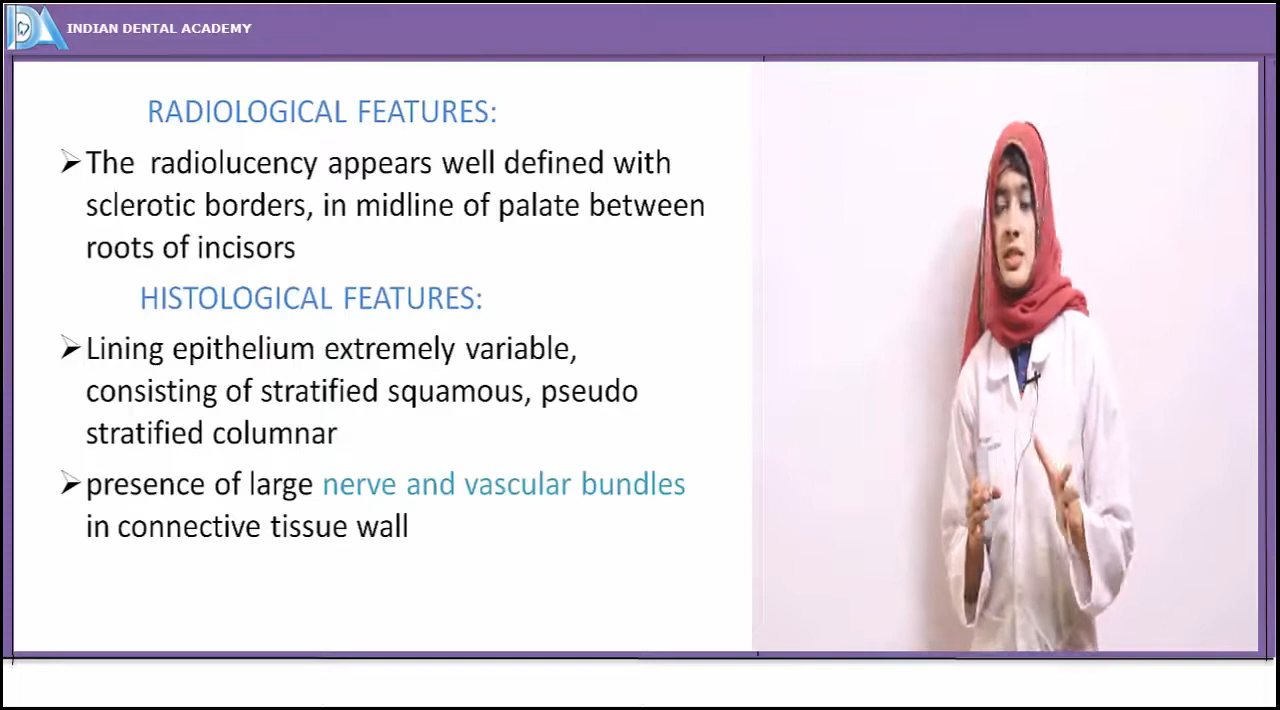 INDIAN DENTAL ACADEMY
RADIOLOGICAL FEATURES:
➢The radiolucency appears well defined with
sclerotic borders, in midline of palate between
roots of incisors
HISTOLOGICAL FEATURES:
➢Lining epithelium extremely variable,
consisting of stratified squamous, pseudo
stratified columnar
➢presence of large nerve and vascular bundles
in connective tissue wall